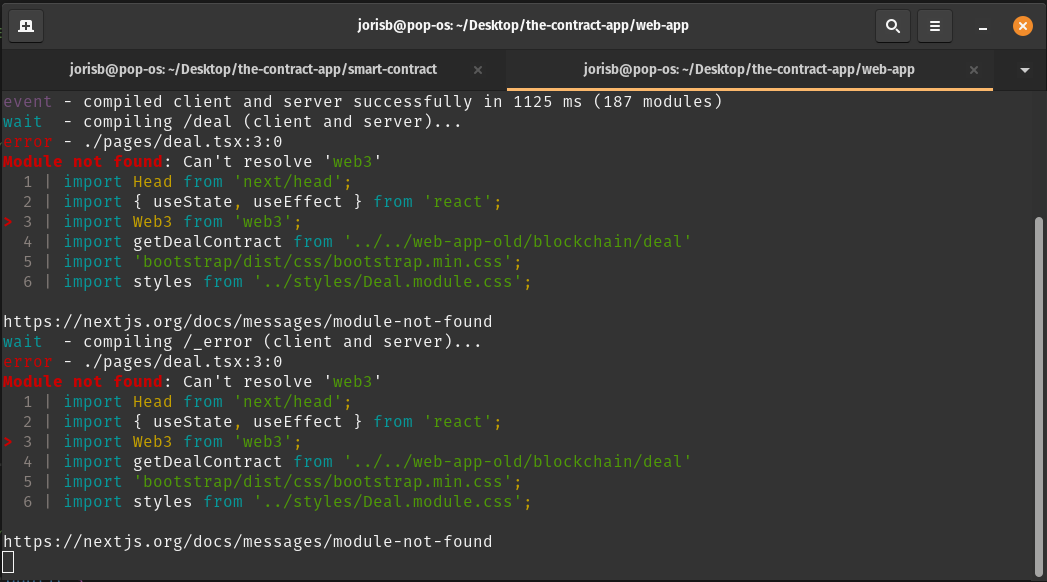 jorisb@pop-os: ~/Desktop/the-contract-app/web-app
jorisb@pop-os: ~/Desktop/the-contract-app/smart-contract
jorisb@pop-os: ~/Desktop/the-contract-app/web-app
event - compiled client and server successfully in 1125 ms (187 modules)
wait  - compiling /deal (client and server)...
error - ./pages/deal.tsx:3:0
Module not found: Can't resolve 'web3'
  1 | import Head from 'next/head';
  2 | import { useState, useEffect } from 'react';
> 3 | import Web3 from 'web3';
  4 | import getDealContract from '../../web-app-old/blockchain/deal'
  5 | import 'bootstrap/dist/css/bootstrap.min.css';
  6 | import styles from '../styles/Deal.module.css';
https://nextjs.org/docs/messages/module-not-found
wait  - compiling /_error (client and server)...
error - ./pages/deal.tsx:3:0
Module not found: Can't resolve 'web3'
  1 | import Head from 'next/head';
  2 | import { useState, useEffect } from 'react';
> 3 | import Web3 from 'web3';
  4 | import getDealContract from '../../web-app-old/blockchain/deal'
  5 | import 'bootstrap/dist/css/bootstrap.min.css';
  6 | import styles from '../styles/Deal.module.css';
https://nextjs.org/docs/messages/module-not-found